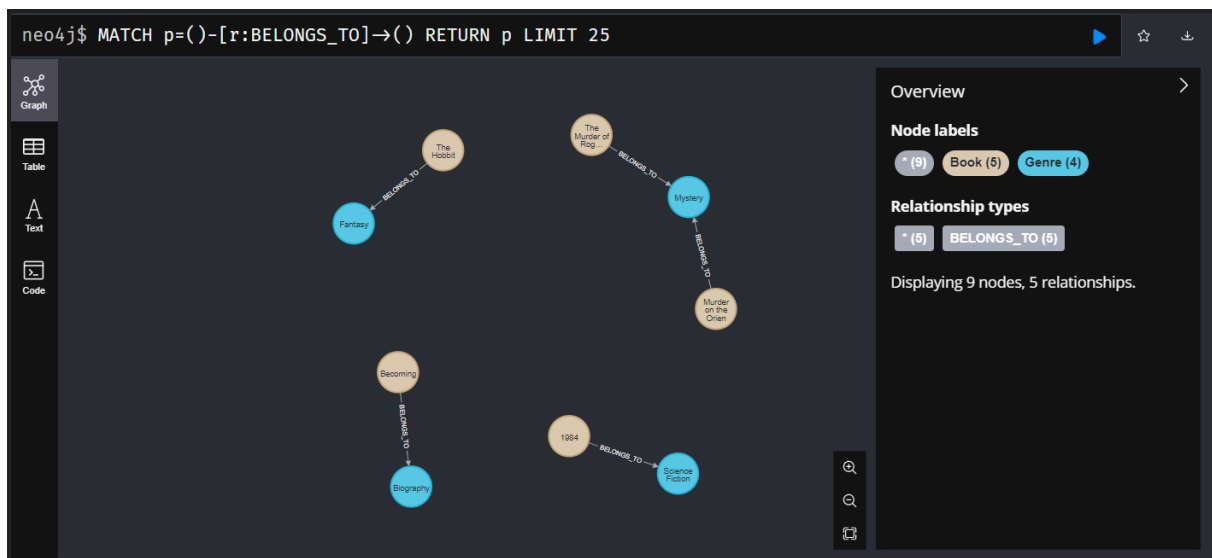 neo4j$ MATCH p=()-[r:BELONGS_TO]→() RETURN p LIMIT 25
Graph
Table
Text
Code
The
Hobbit
BELONGS_TO
Fantasy
The
Murder of
Rog...
BELONGS_TO
Mystery
BELONGS_TO
Murder
on the
Orien
Becoming
BELONGS_TO
Biography
1984
BELONGS_TO
Science
Fiction
Overview
Node labels
* (9) Book (5) Genre (4)
Relationship types
* (5) BELONGS_TO (5)
Displaying 9 nodes, 5 relationships.